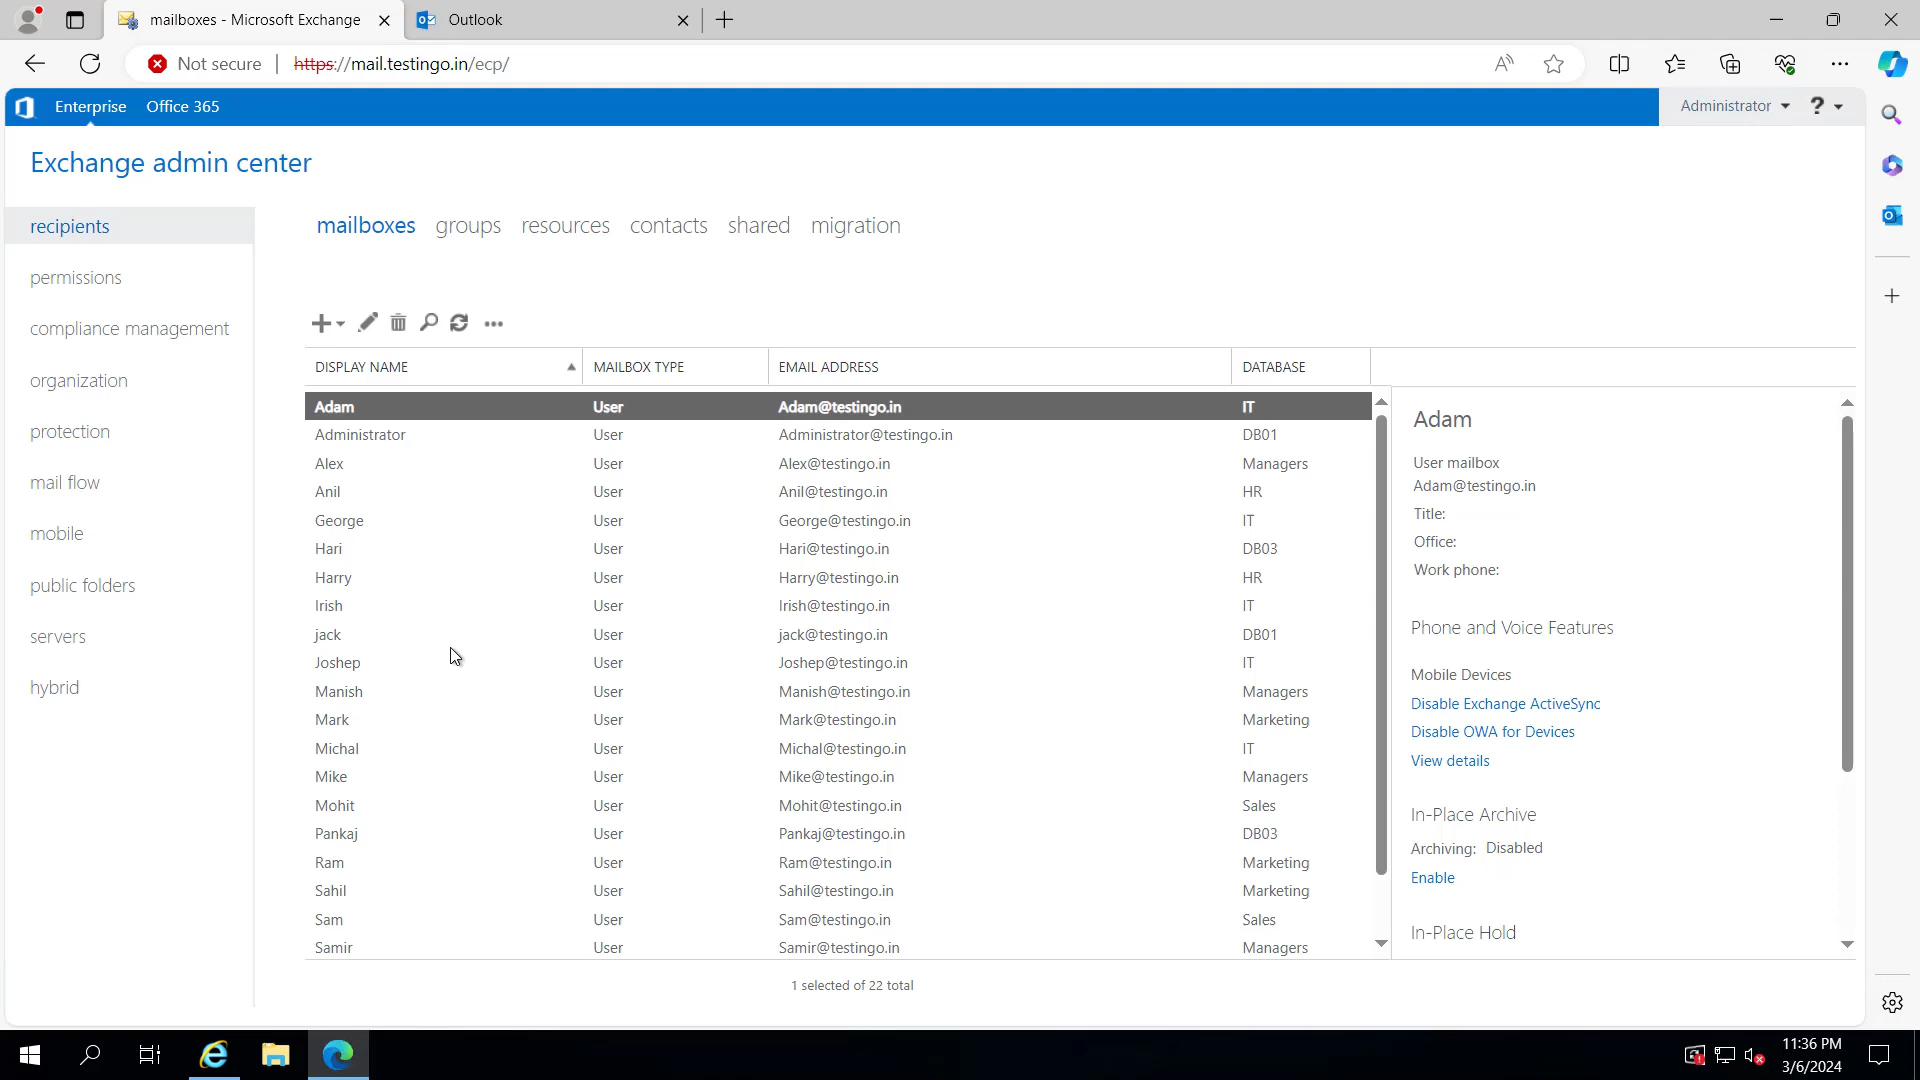 mailboxes - Microsoft Exchange
Outlook
Not secure
https://mail.testingo.in/ecp/
Enterprise Office 365
Administrator ?
Exchange admin center
recipients
permissions
compliance management
organization
protection
mail flow
mobile
public folders
servers
hybrid
mailboxes groups resources contacts shared migration
DISPLAY NAME MAILBOX TYPE EMAIL ADDRESS DATABASE
Adam User Adam@testingo.in IT
Administrator User Administrator@testingo.in DB01
Alex User Alex@testingo.in Managers
Anil User Anil@testingo.in HR
George User George@testingo.in IT
Hari User Hari@testingo.in DB03
Harry User Harry@testingo.in HR
Irish User Irish@testingo.in IT
jack User jack@testingo.in DB01
Joshep User Joshep@testingo.in IT
Manish User Manish@testingo.in Managers
Mark User Mark@testingo.in Marketing
Michal User Michal@testingo.in IT
Mike User Mike@testingo.in Managers
Mohit User Mohit@testingo.in Sales
Pankaj User Pankaj@testingo.in DB03
Ram User Ram@testingo.in Marketing
Sahil User Sahil@testingo.in Marketing
Sam User Sam@testingo.in Sales
Samir User Samir@testingo.in Managers
1 selected of 22 total
Adam
User mailbox
Adam@testingo.in
Title:
Office:
Work phone:
Phone and Voice Features
Mobile Devices
Disable Exchange ActiveSync
Disable OWA for Devices
View details
In-Place Archive
Archiving: Disabled
Enable
In-Place Hold
11:36 PM
3/6/2024